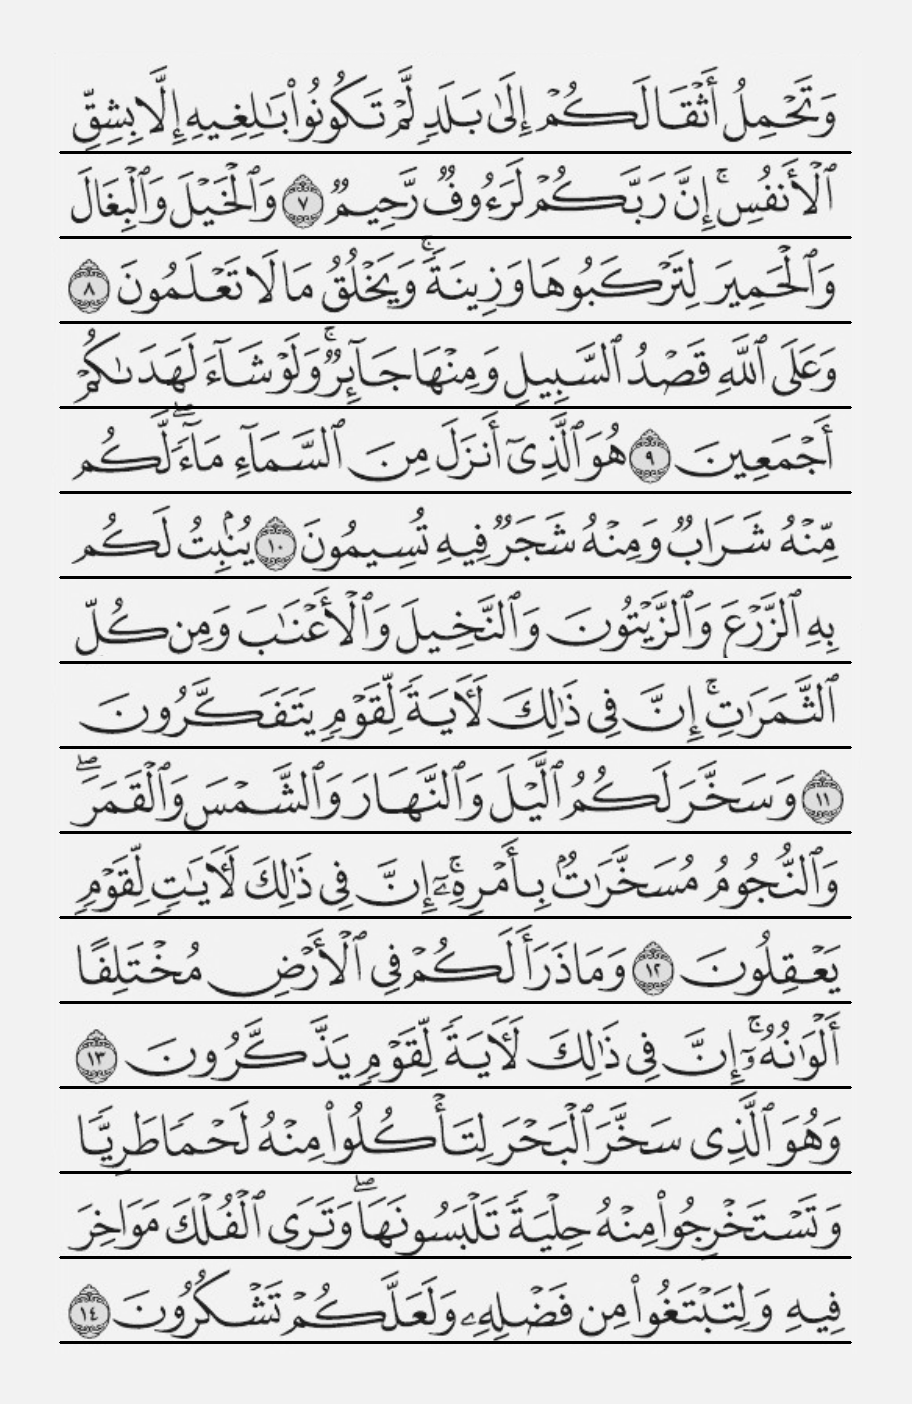 وَتَحْمِلُ أَثْقَالَكُمْ إِلَىٰ بَلَدٍ لَّمْ تَكُونُوا۟ بَـٰلِغِيهِ إِلَّا بِشِقِّ
ٱلْأَنفُسِ ۚ إِنَّ رَبَّكُمْ لَرَءُوفٌ رَّحِيمٌ ٧ وَٱلْخَيْلَ وَٱلْبِغَالَ
وَٱلْحَمِيرَ لِتَرْكَبُوهَا وَزِينَةً ۚ وَيَخْلُقُ مَا لَا تَعْلَمُونَ ٨
وَعَلَى ٱللَّهِ قَصْدُ ٱلسَّبِيلِ وَمِنْهَا جَآئِرٌ ۚ وَلَوْ شَآءَ لَهَدَىٰكُمْ
أَجْمَعِينَ ٩ هُوَ ٱلَّذِىٓ أَنزَلَ مِنَ ٱلسَّمَآءِ مَآءً ۖ لَّكُم
مِّنْهُ شَرَابٌ وَمِنْهُ شَجَرٌ فِيهِ تُسِيمُونَ ١٠ يُنۢبِتُ لَكُم
بِهِ ٱلزَّرْعَ وَٱلزَّيْتُونَ وَٱلنَّخِيلَ وَٱلْأَعْنَـٰبَ وَمِن كُلِّ
ٱلثَّمَرَٰتِ ۗ إِنَّ فِى ذَٰلِكَ لَـَٔايَةً لِّقَوْمٍ يَتَفَكَّرُونَ
١١ وَسَخَّرَ لَكُمُ ٱلَّيْلَ وَٱلنَّهَارَ وَٱلشَّمْسَ وَٱلْقَمَرَ ۖ
وَٱلنُّجُومُ مُسَخَّرَٰتٌۢ بِأَمْرِهِۦٓ ۗ إِنَّ فِى ذَٰلِكَ لَـَٔايَـٰتٍ لِّقَوْمٍ
يَعْقِلُونَ ١٢ وَمَا ذَرَأَ لَكُمْ فِى ٱلْأَرْضِ مُخْتَلِفًا
أَلْوَٰنُهُۥٓ ۗ إِنَّ فِى ذَٰلِكَ لَـَٔايَةً لِّقَوْمٍ يَذَّكَّرُونَ ١٣
وَهُوَ ٱلَّذِى سَخَّرَ ٱلْبَحْرَ لِتَأْكُلُوا۟ مِنْهُ لَحْمًا طَرِيًّا
وَتَسْتَخْرِجُوا۟ مِنْهُ حِلْيَةً تَلْبَسُونَهَا ۖ وَتَرَى ٱلْفُلْكَ مَوَاخِرَ
فِيهِ وَلِتَبْتَغُوا۟ مِن فَضْلِهِۦ وَلَعَلَّكُمْ تَشْكُرُونَ ١٤